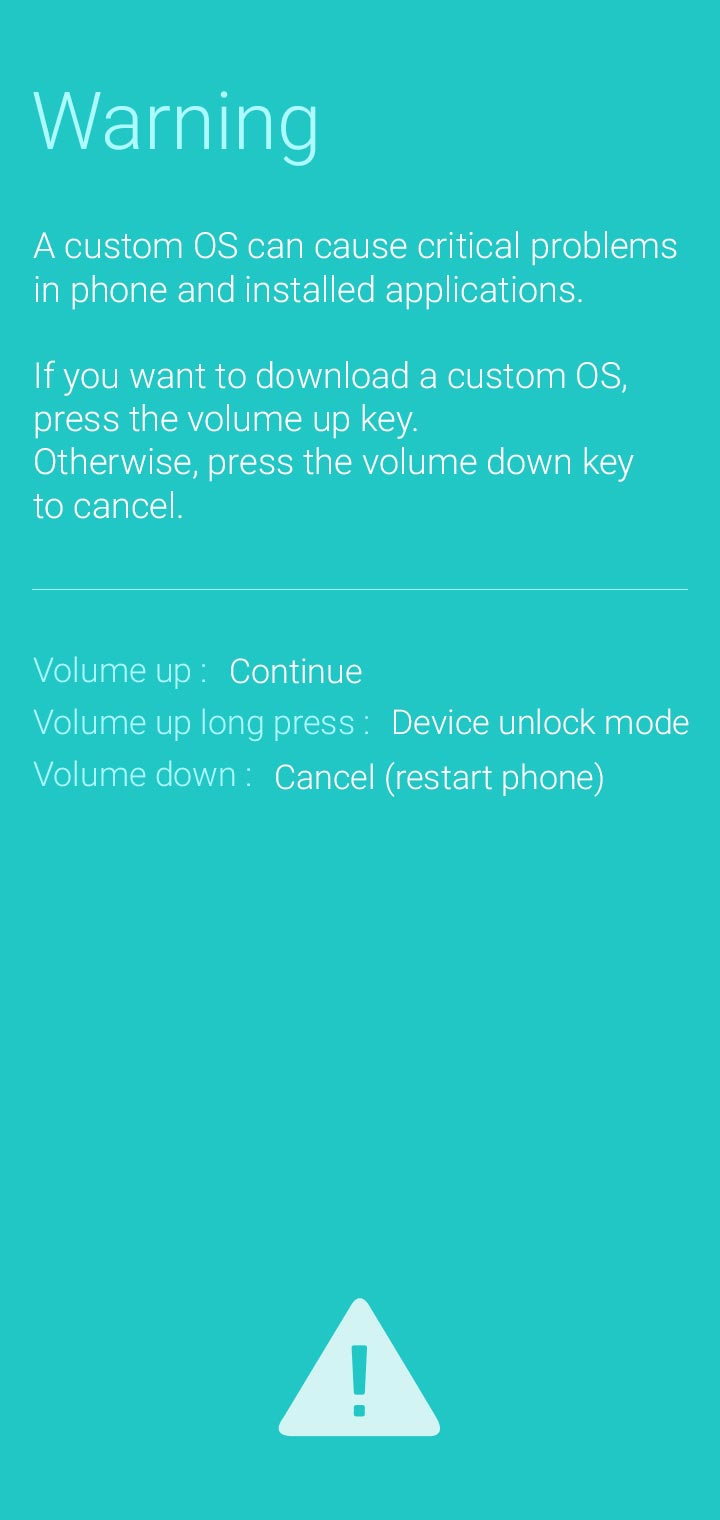 Warning
A custom OS can cause critical problems
in phone and installed applications.
If you want to download a custom OS,
press the volume up key.
Otherwise, press the volume down key
to cancel.
Volume up : Continue
Volume up long press : Device unlock mode
Volume down : Cancel (restart phone)
!